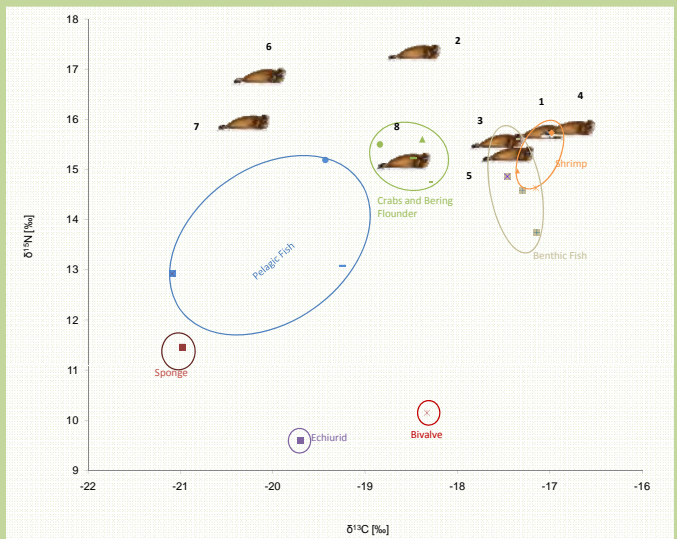 18
17
16
15
14
13
12
11
10
9
δ15N [‰]
6
2
7
8
3
1
4
5
Shrimp
Crabs and Bering
Flounder
Benthic Fish
Pelagic Fish
Sponge
Echiurid
Bivalve
-22 -21 -20 -19 -18 -17 -16
δ13C [‰]